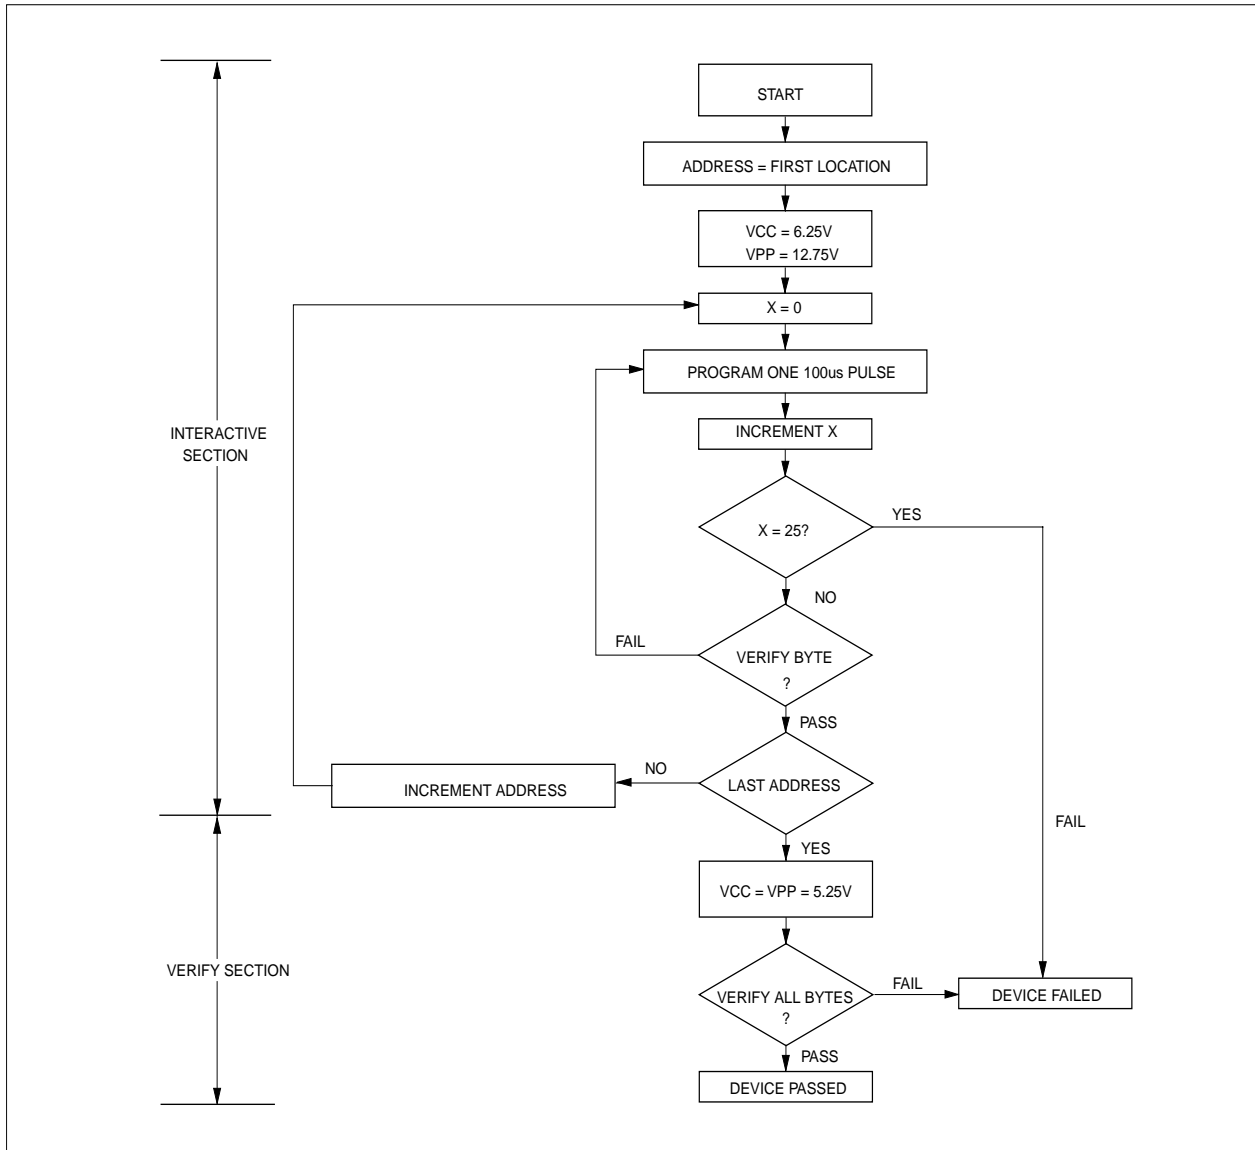 START
ADDRESS = FIRST LOCATION
VCC = 6.25V
VPP = 12.75V
X = 0
PROGRAM ONE 100us PULSE
INCREMENT X
INTERACTIVE
SECTION
X = 25?
YES
NO
FAIL
VERIFY BYTE
?
PASS
NO
LAST ADDRESS
INCREMENT ADDRESS
FAIL
YES
VCC = VPP = 5.25V
VERIFY SECTION
VERIFY ALL BYTES
?
FAIL
DEVICE FAILED
PASS
DEVICE PASSED